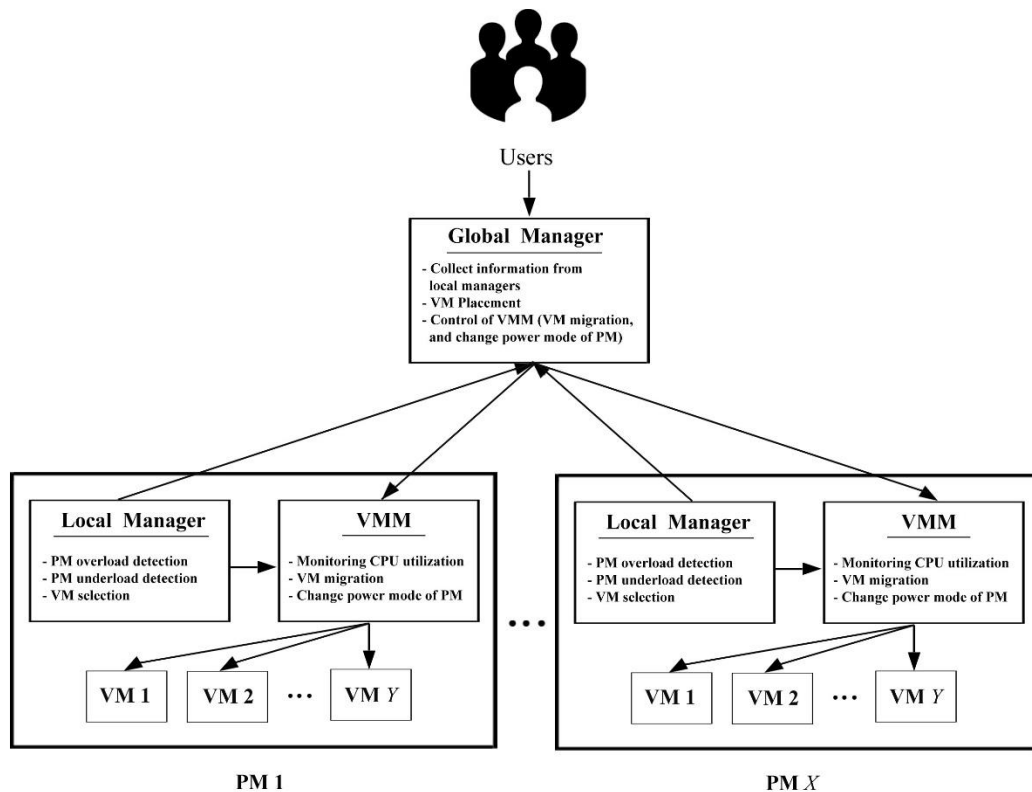 Users
Global Manager
- Collect information from
local managers
- VM Placement
- Control of VMM (VM migration,
and change power mode of PM)
Local Manager
- PM overload detection
- PM underload detection
- VM selection
VMM
- Monitoring CPU utilization
- VM migration
- Change power mode of PM
VM 1
VM 2
...
VM Y
PM 1
...
Local Manager
- PM overload detection
- PM underload detection
- VM selection
VMM
- Monitoring CPU utilization
- VM migration
- Change power mode of PM
VM 1
VM 2
...
VM Y
PM X